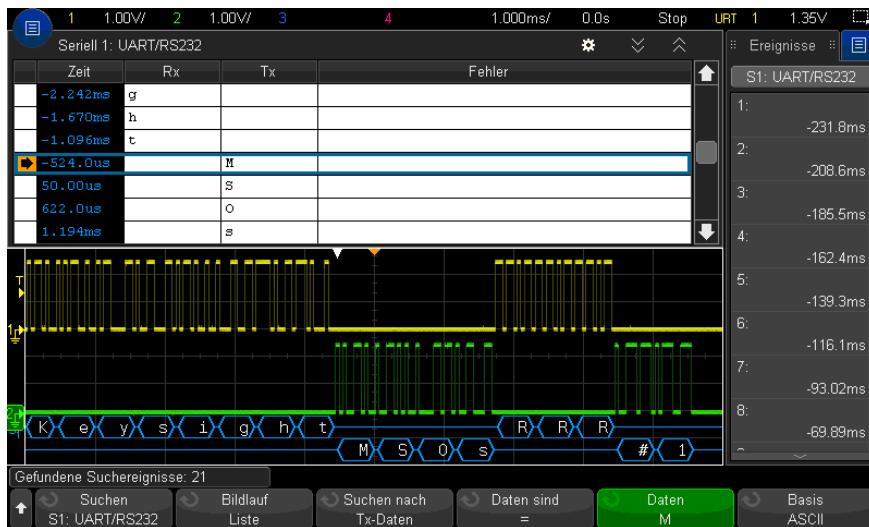 1 1.00V/ 2 1.00V/ 3 4 1.000ms/ 0.0s Stop URT 1 1.35V
Seriell 1: UART/RS232
Zeit Rx Tx Fehler
-2.242ms g
-1.670ms h
-1.096ms t
-524.0us M
50.00us S
622.0us O
1.194ms s
Ereignisse
S1: UART/RS232
1:
-231.8ms
2:
-208.6ms
3:
-185.5ms
4:
-162.4ms
5:
-139.3ms
6:
-116.1ms
7:
-93.02ms
8:
-69.89ms
T
1
2
K e y s i g h t R R R
M S O s # 1
Gefundene Suchereignisse: 21
Suchen
S1: UART/RS232
Bildlauf
Liste
Suchen nach
Tx-Daten
Daten sind
=
Daten
M
Basis
ASCII